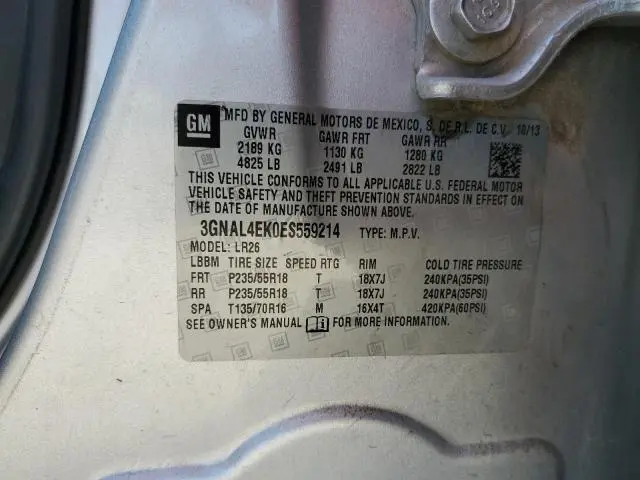 GM
MFD BY GENERAL MOTORS DE MEXICO, S. DE R.L. DE C.V. 10/13
GVWR GAWR FRT GAWR RR
2189 KG 1130 KG 1280 KG
4825 LB 2491 LB 2822 LB
THIS VEHICLE CONFORMS TO ALL APPLICABLE U.S. FEDERAL MOTOR
VEHICLE SAFETY AND THEFT PREVENTION STANDARDS IN EFFECT ON
THE DATE OF MANUFACTURE SHOWN ABOVE.
3GNAL4EK0ES559214 TYPE: M.P.V.
MODEL: LR26
LBBM TIRE SIZE SPEED RTG RIM COLD TIRE PRESSURE
FRT P235/55R18 T 18X7J 240KPA(35PSI)
RR P235/55R18 T 18X7J 240KPA(35PSI)
SPA T135/70R16 M 16X4T 420KPA(60PSI)
SEE OWNER'S MANUAL FOR MORE INFORMATION.